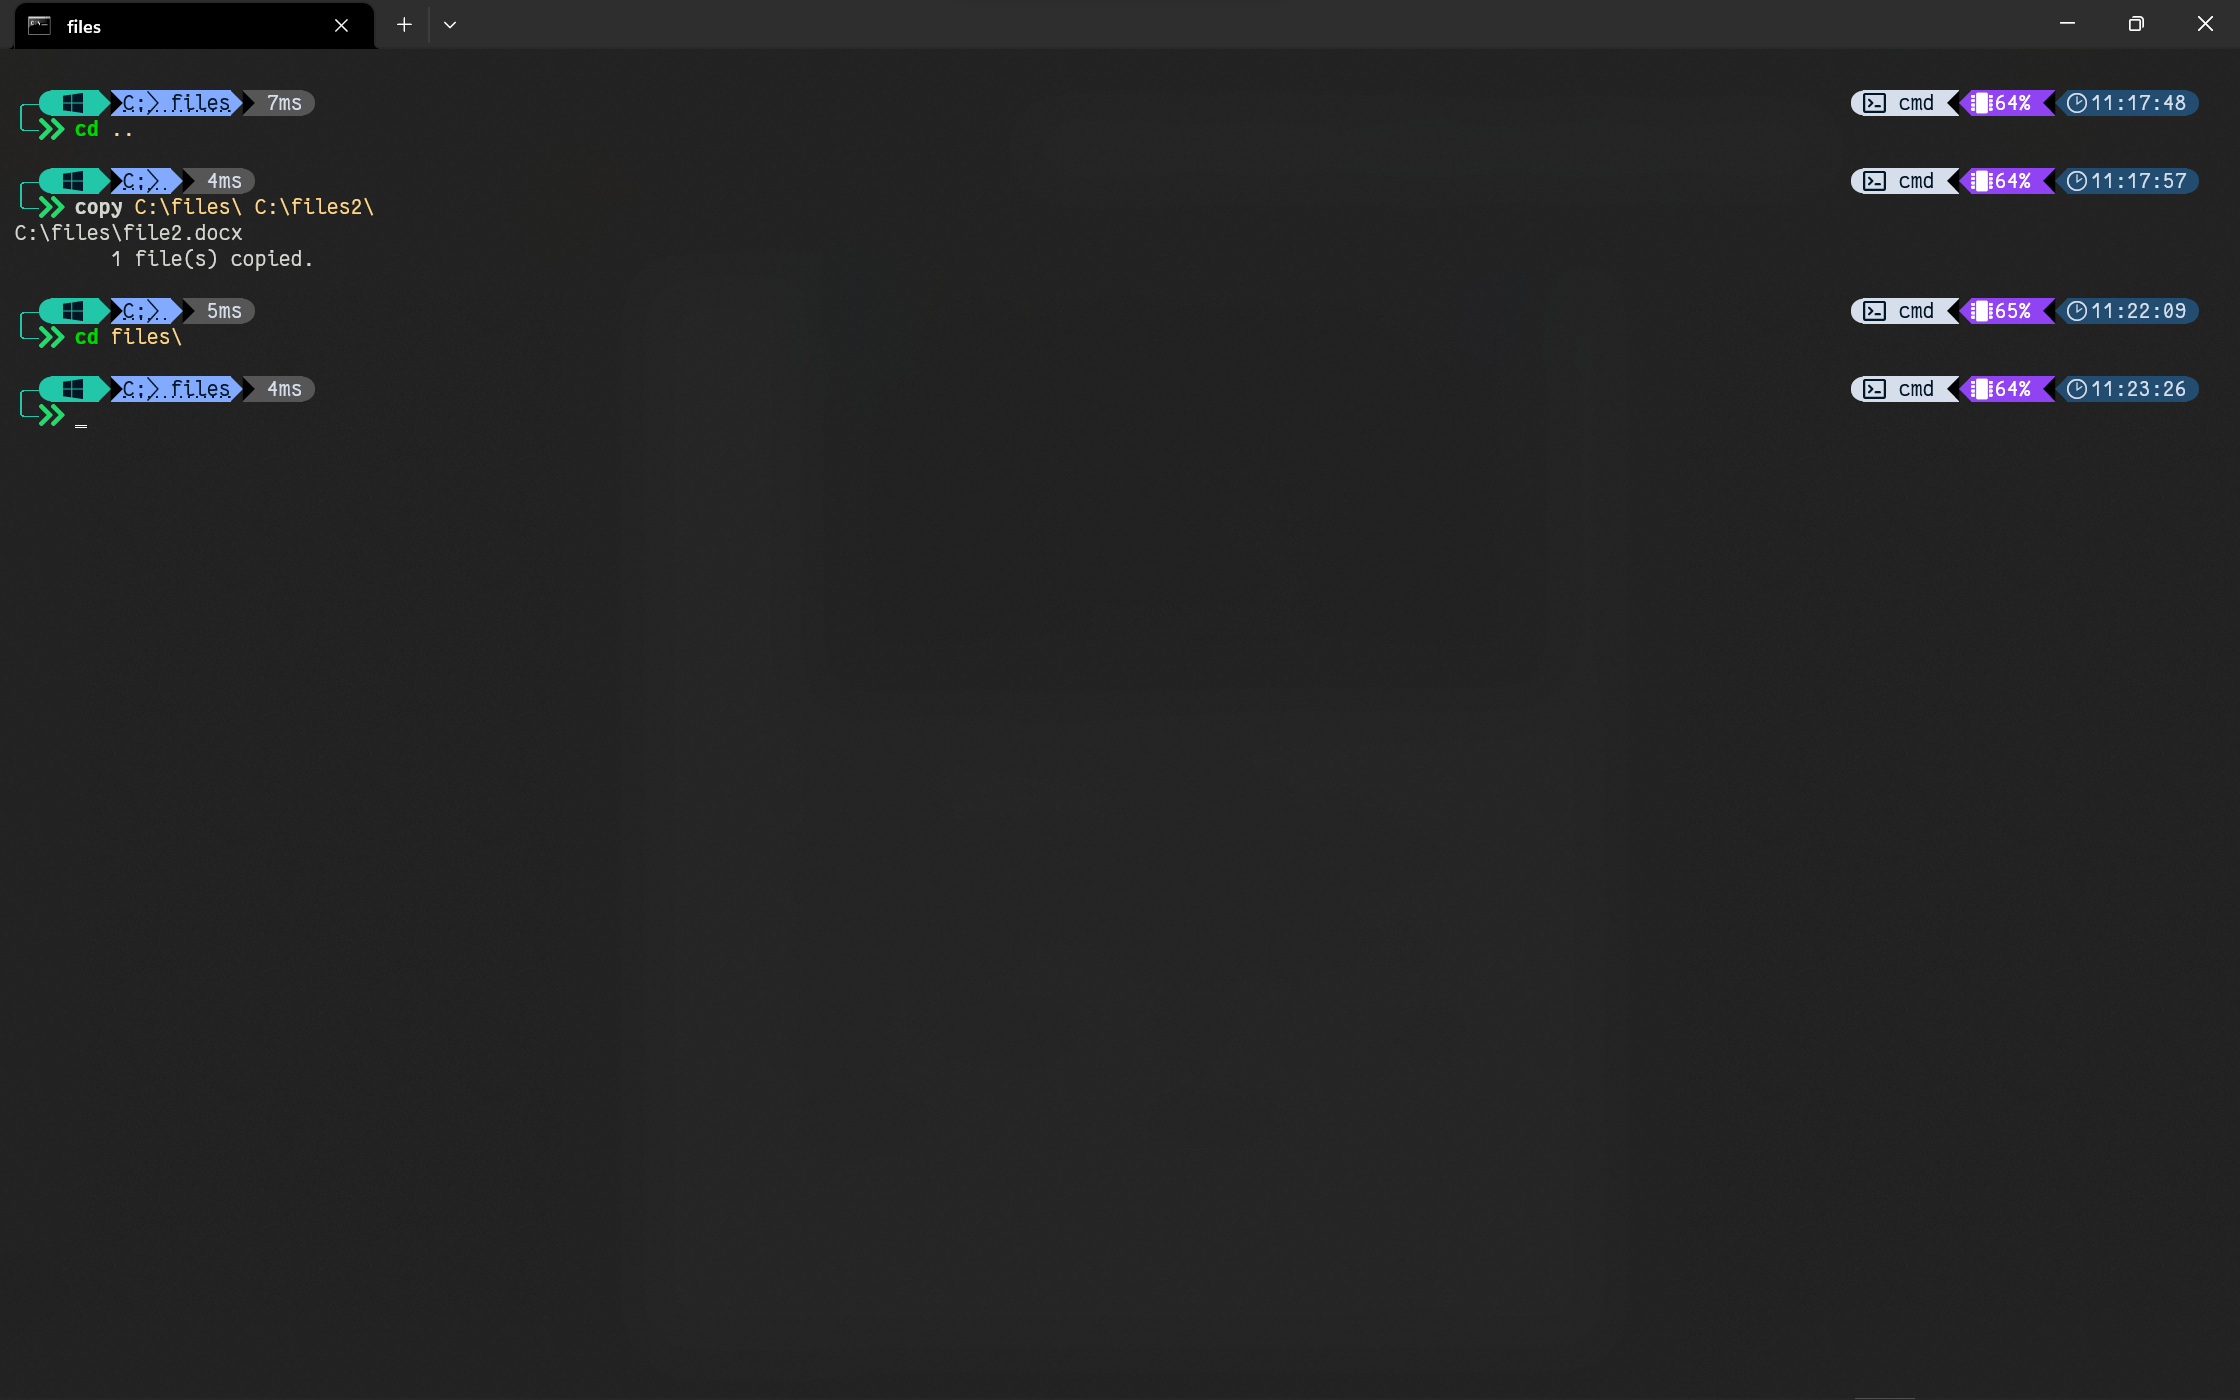 files
C: files 7ms cmd 64% 11:17:48
cd ..
C: 4ms cmd 64% 11:17:57
copy C:\files\ C:\files2\
C:\files\file2.docx
1 file(s) copied.
C: 5ms cmd 65% 11:22:09
cd files\
C: files 4ms cmd 64% 11:23:26